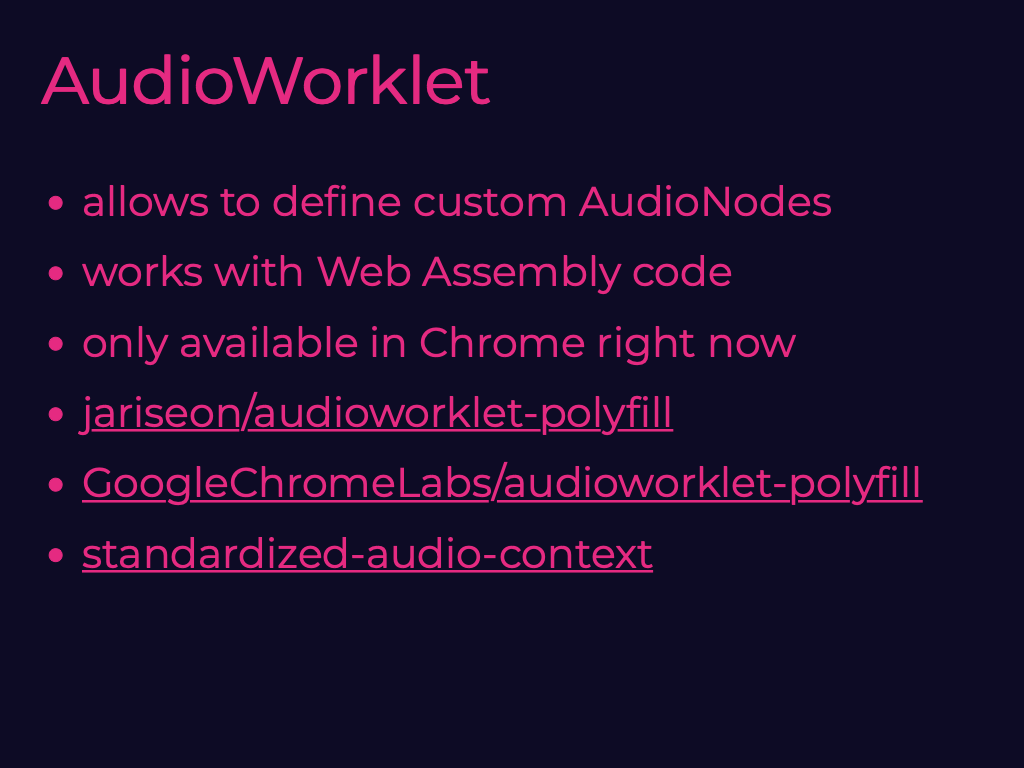 AudioWorklet
• allows to define custom AudioNodes
• works with Web Assembly code
• only available in Chrome right now
• jariseon/audioworklet-polyfill
• GoogleChromeLabs/audioworklet-polyfill
• standardized-audio-context